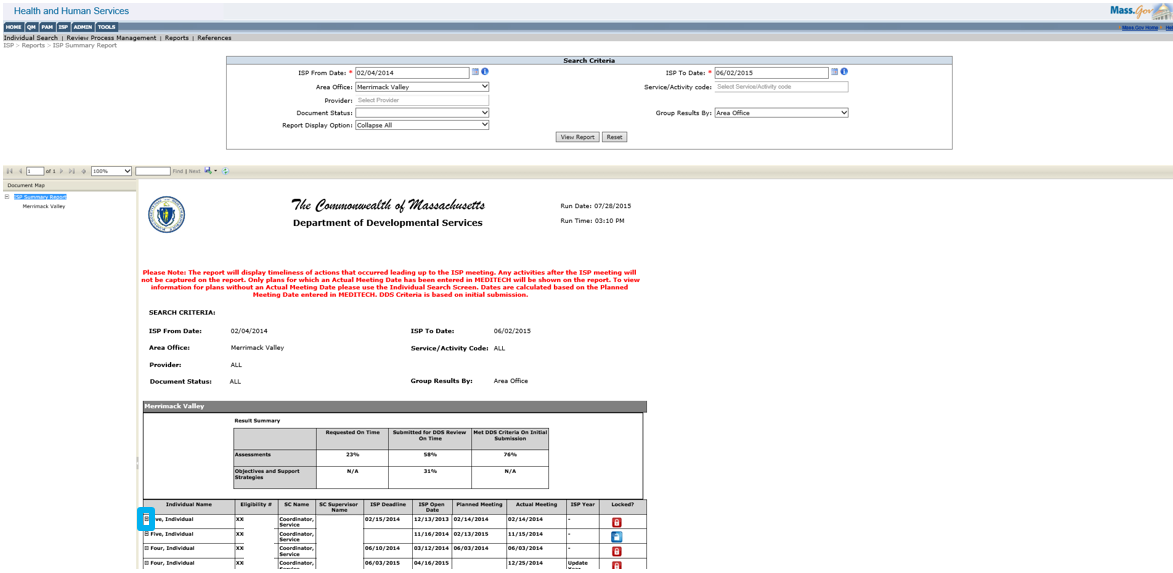 Health and Human Services
Mass.Gov
HOME QM PAM ISP ADMIN TOOLS
Mass.Gov Home
Individual Search | Review Process Management | Reports | References
ISP > Reports > ISP Summary Report
Search Criteria
ISP From Date: * 02/04/2014 ISP To Date: * 06/02/2015
Area Office: Merrimack Valley Service/Activity code: Select Service/Activity code
Provider: Select Provider
Document Status: Group Results By: Area Office
Report Display Option: Collapse All
View Report Reset
1 of 1 100% Find | Next
Document Map
ISP Summary Report
Merrimack Valley
The Commonwealth of Massachusetts
Department of Developmental Services
Run Date: 07/28/2015
Run Time: 03:10 PM
Please Note: The report will display timeliness of actions that occurred leading up to the ISP meeting. Any activities after the ISP meeting will
not be captured on the report. Only plans for which an Actual Meeting Date has been entered in MEDITECH will be shown on the report. To view
information for plans without an Actual Meeting Date please use the Individual Search Screen. Dates are calculated based on the Planned
Meeting Date entered in MEDITECH. DDS Criteria is based on initial submission.
SEARCH CRITERIA:
ISP From Date: 02/04/2014 ISP To Date: 06/02/2015
Area Office: Merrimack Valley Service/Activity Code: ALL
Provider: ALL
Document Status: ALL Group Results By: Area Office
Merrimack Valley
Result Summary
Requested On Time Submitted for DDS Review On Time Met DDS Criteria On Initial Submission
Assessments 23% 58% 76%
Objectives and Support Strategies N/A 31% N/A
Individual Name Eligibility # SC Name SC Supervisor Name ISP Deadline ISP Open Date Planned Meeting Actual Meeting ISP Year Locked?
ve, Individual XX Coordinator, Service 02/15/2014 12/13/2013 02/14/2014 02/14/2014 -
Five, Individual XX Coordinator, Service 11/16/2014 02/13/2015 11/15/2014 -
Four, Individual XX Coordinator, Service 06/10/2014 03/12/2014 06/03/2014 06/03/2014 -
Four, Individual XX Coordinator, 06/03/2015 04/16/2015 12/25/2014 Update